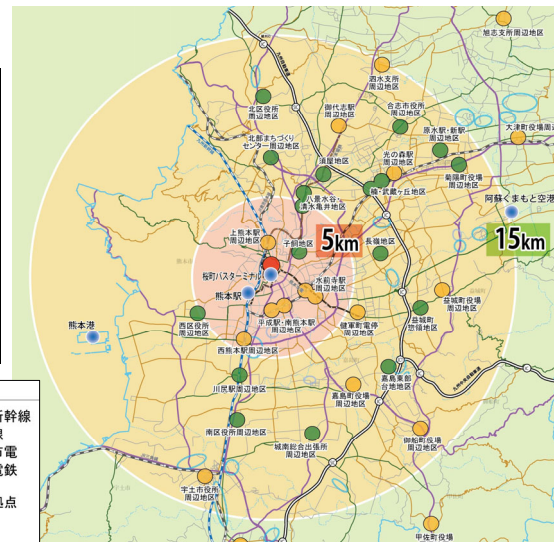 旭志支所周辺地区
泗水支所
周辺地区
北区役所
周辺地区
御代志駅
周辺地区
合志市役所
周辺地区
原水駅・新駅
周辺地区
大津町役場周辺
北部まちづくり
センター周辺地区
須屋地区
光の森駅
周辺地区
菊陽町役場
周辺地区
楠・武蔵ヶ丘地区
八景水谷・
清水亀井地区
阿蘇くまもと空港
上熊本駅
周辺地区
子飼地区
5km
長嶺地区
15km
桜町バスターミナル
水前寺駅
周辺地区
熊本駅
益城町役場
周辺地区
熊本港
西区役所
周辺地区
平成駅・南熊本駅
周辺地区
健軍町電停
周辺地区
益城町
惣領地区
西熊本駅周辺地区
嘉島東部
台地地区
川尻駅周辺地区
嘉島町役場
周辺地区
新幹線
線
市電
電鉄
拠点
南区役所周辺地区
城南総合出張所
周辺地区
御船町役場
周辺地区
宇土市役所
周辺地区
甲佐町役場